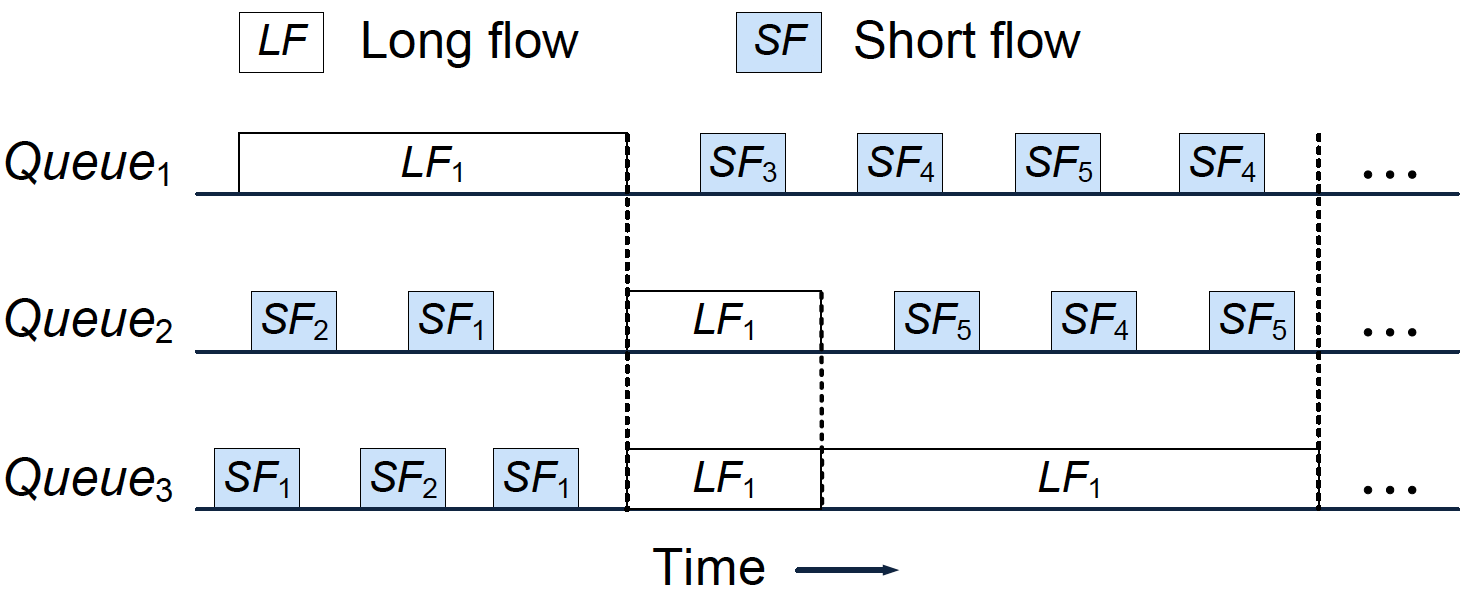 LF Long flow SF Short flow
Queue1 LF1 SF3 SF4 SF5 SF4 ...
Queue2 SF2 SF1 LF1 SF5 SF4 SF5 ...
Queue3 SF1 SF2 SF1 LF1 LF1 ...
Time